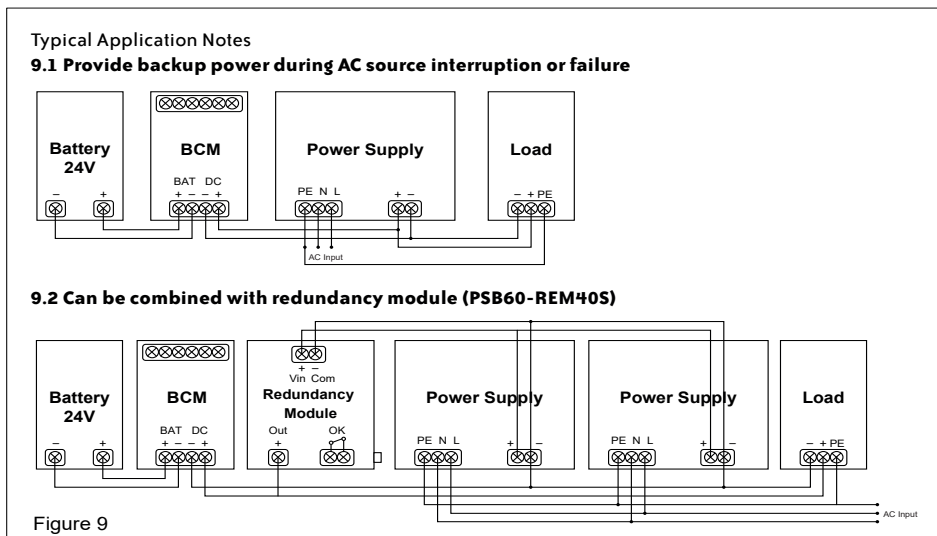 Typical Application Notes
9.1 Provide backup power during AC source interruption or failure
Battery 24V
BCM
Power Supply
Load
BAT DC
PE N L
− +
+ − − +
+ −
− + PE
AC Input
9.2 Can be combined with redundancy module (PSB60-REM40S)
+ −
Vin Com
Battery 24V
BCM
Redundancy Module
Power Supply
Power Supply
Load
BAT DC
Out
OK
− +
+ − − +
+
PE N L
+ −
PE N L
+ −
− + PE
AC Input
Figure 9